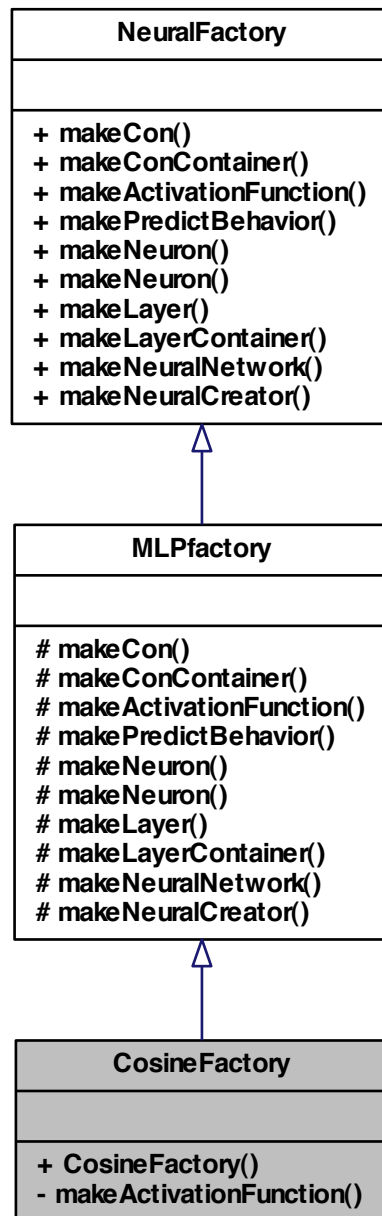 NeuralFactory
+ makeCon()
+ makeConContainer()
+ makeActivationFunction()
+ makePredictBehavior()
+ makeNeuron()
+ makeNeuron()
+ makeLayer()
+ makeLayerContainer()
+ makeNeuralNetwork()
+ makeNeuralCreator()
MLPfactory
# makeCon()
# makeConContainer()
# makeActivationFunction()
# makePredictBehavior()
# makeNeuron()
# makeNeuron()
# makeLayer()
# makeLayerContainer()
# makeNeuralNetwork()
# makeNeuralCreator()
CosineFactory
+ CosineFactory()
- makeActivationFunction()